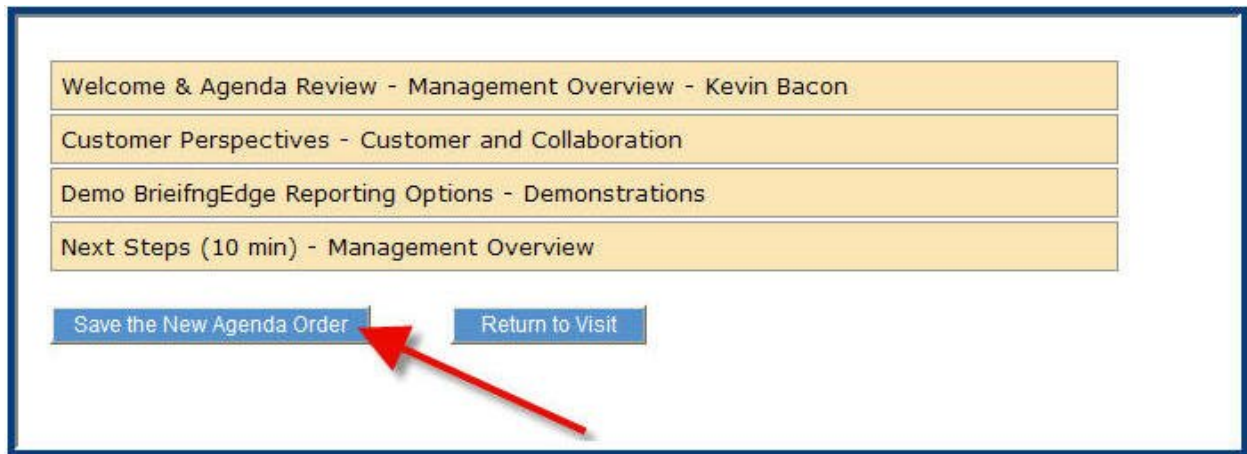 Welcome & Agenda Review - Management Overview - Kevin Bacon
Customer Perspectives - Customer and Collaboration
Demo BrieifngEdge Reporting Options - Demonstrations
Next Steps (10 min) - Management Overview
Save the New Agenda Order
Return to Visit